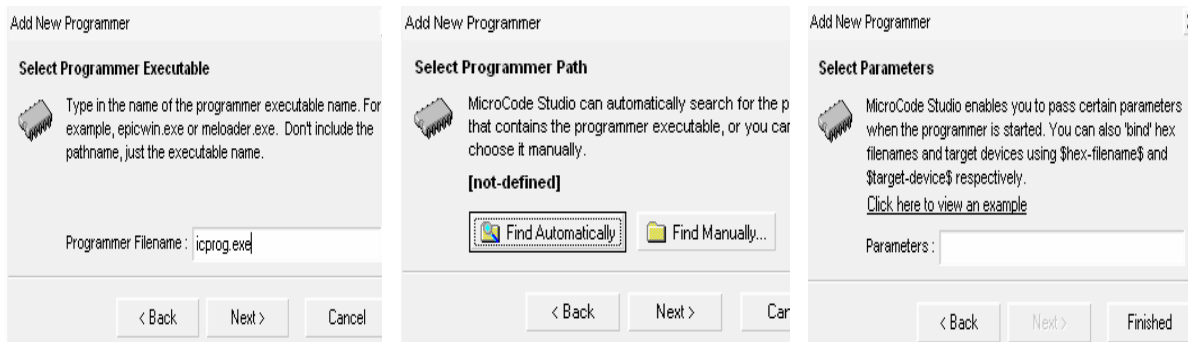 Add New Programmer
Select Programmer Executable
Type in the name of the programmer executable name. For
example, epicwin.exe or meloader.exe. Don't include the
pathname, just the executable name.
Programmer Filename : icprog.exe
< Back Next > Cancel
Add New Programmer
Select Programmer Path
MicroCode Studio can automatically search for the p
that contains the programmer executable, or you can
choose it manually.
[not-defined]
Find Automatically Find Manually...
< Back Next > Car
Add New Programmer
Select Parameters
MicroCode Studio enables you to pass certain parameters
when the programmer is started. You can also 'bind' hex
filenames and target devices using $hex-filename$ and
$target-device$ respectively.
Click here to view an example
Parameters :
< Back Next > Finished